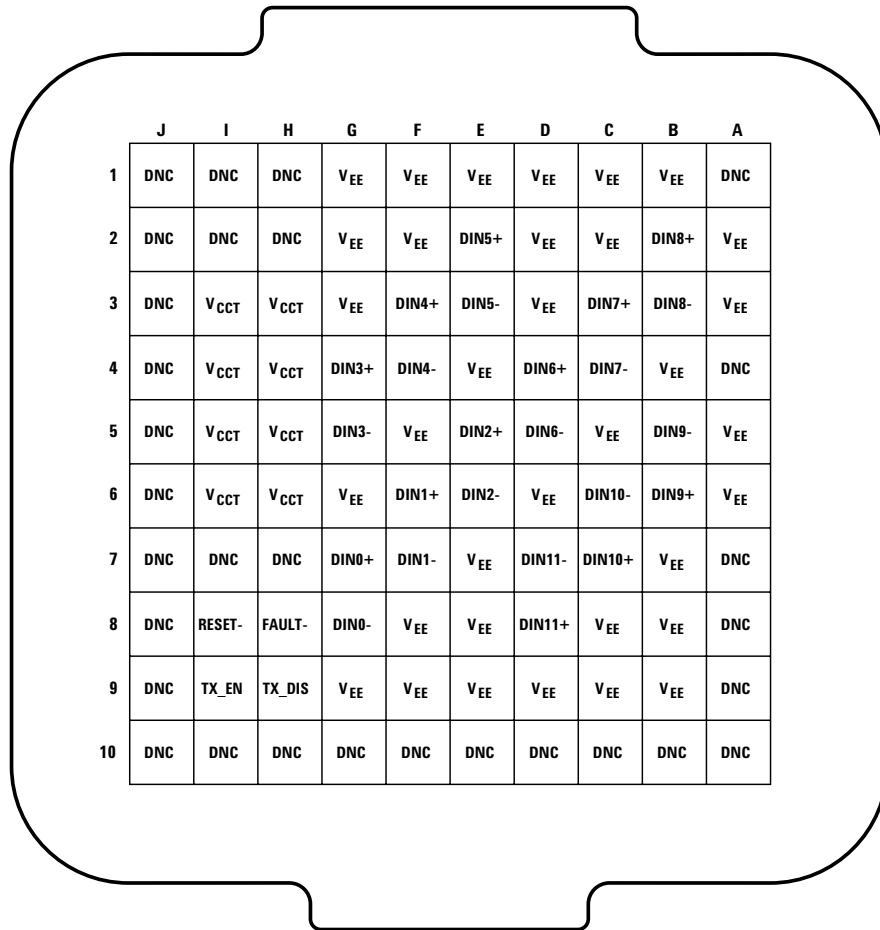 J I H G F E D C B A
1 DNC DNC DNC VEE VEE VEE VEE VEE VEE DNC
2 DNC DNC DNC VEE VEE DIN5+ VEE VEE DIN8+ VEE
3 DNC VCCT VCCT VEE DIN4+ DIN5- VEE DIN7+ DIN8- VEE
4 DNC VCCT VCCT DIN3+ DIN4- VEE DIN6+ DIN7- VEE DNC
5 DNC VCCT VCCT DIN3- VEE DIN2+ DIN6- VEE DIN9- VEE
6 DNC VCCT VCCT VEE DIN1+ DIN2- VEE DIN10- DIN9+ VEE
7 DNC DNC DNC DIN0+ DIN1- VEE DIN11- DIN10+ VEE DNC
8 DNC RESET- FAULT- DIN0- VEE VEE DIN11+ VEE VEE DNC
9 DNC TX_EN TX_DIS VEE VEE VEE VEE VEE VEE DNC
10 DNC DNC DNC DNC DNC DNC DNC DNC DNC DNC